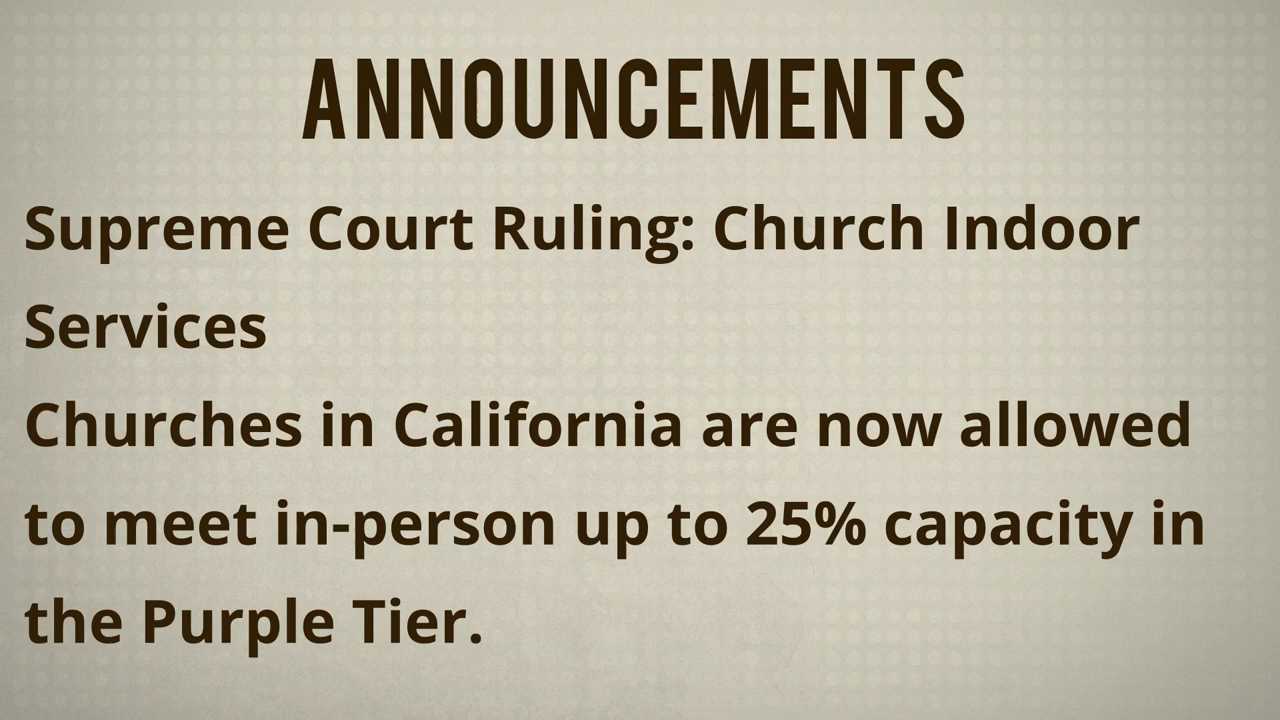 ANNOUNCEMENTS
Supreme Court Ruling: Church Indoor
Services
Churches in California are now allowed
to meet in-person up to 25% capacity in
the Purple Tier.